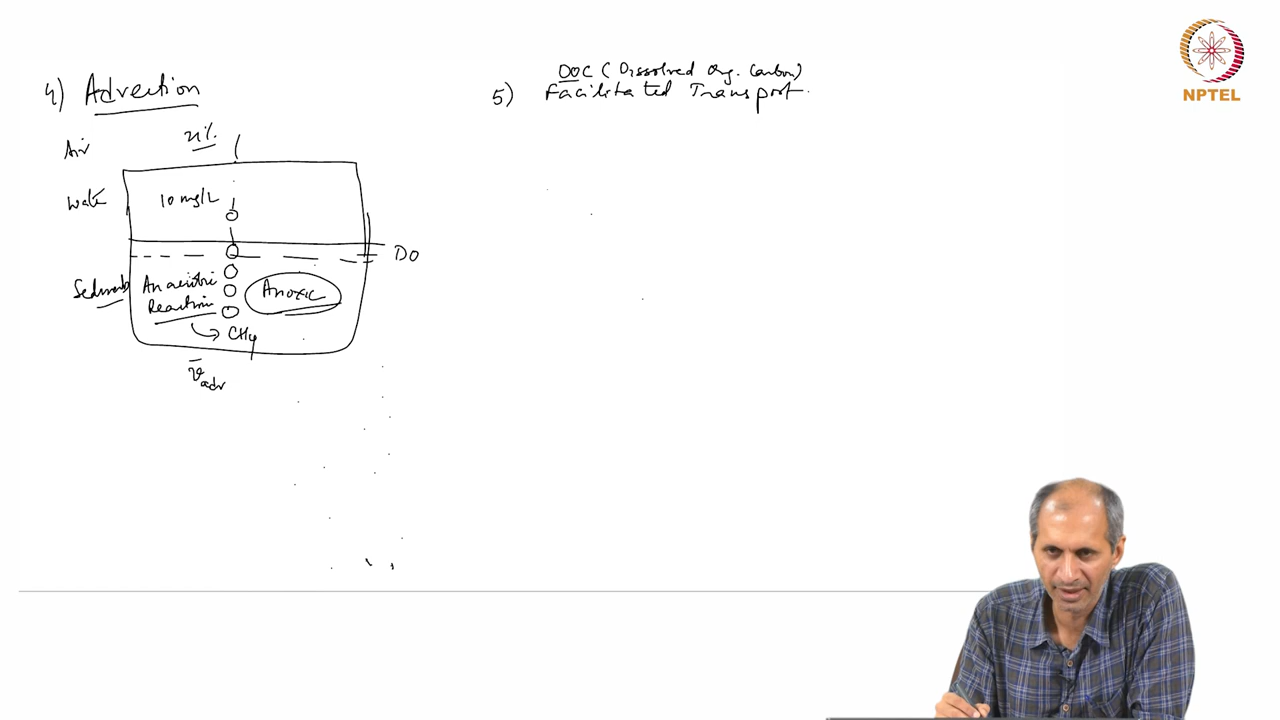 4) Advection
Air
21%
Water
10 mg/L
DO
Sediments
Anaerobic
Reaction
Anoxic
CH4
v̄adv
DOC (Dissolved Org. Carbon)
5) Facilitated Transport.
NPTEL